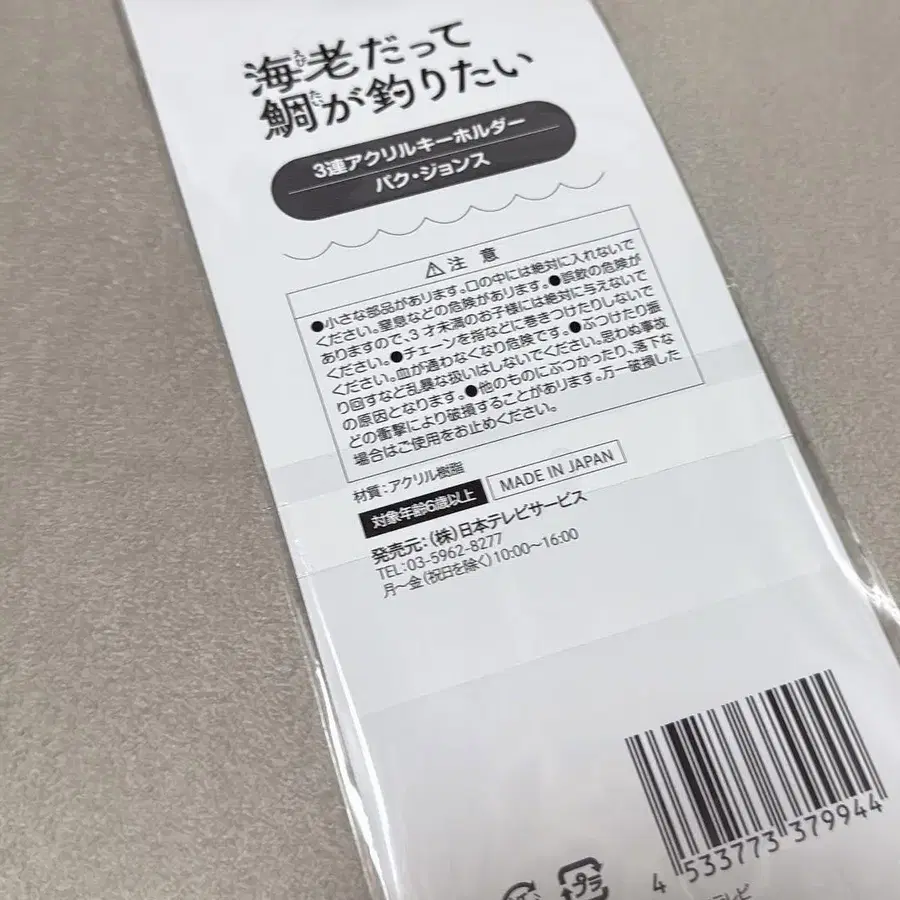 海老だって
鯛が釣りたい
えび
たい
3連アクリルキーホルダー
パク・ジョンス
⚠注 意
●小さな部品があります。口の中には絶対に入れないで
ください。窒息などの危険があります。●誤飲の危険が
ありますので、3才未満のお子様には絶対に与えないで
ください。●チェーンを指などに巻きつけたりしないで
ください。血が通わなくなり危険です。●ぶつけたり振
り回すなど乱暴な扱いはしないでください。思わぬ事故
の原因となります。●他のものにぶつかったり、落下な
どの衝撃により破損することがあります。万一破損した
場合はご使用をお止めください。
材質：アクリル樹脂
対象年齢6歳以上
MADE IN JAPAN
発売元：(株)日本テレビサービス
TEL：03-5962-8277
月〜金(祝日を除く)10:00〜16:00
4 533773 379944
プラ